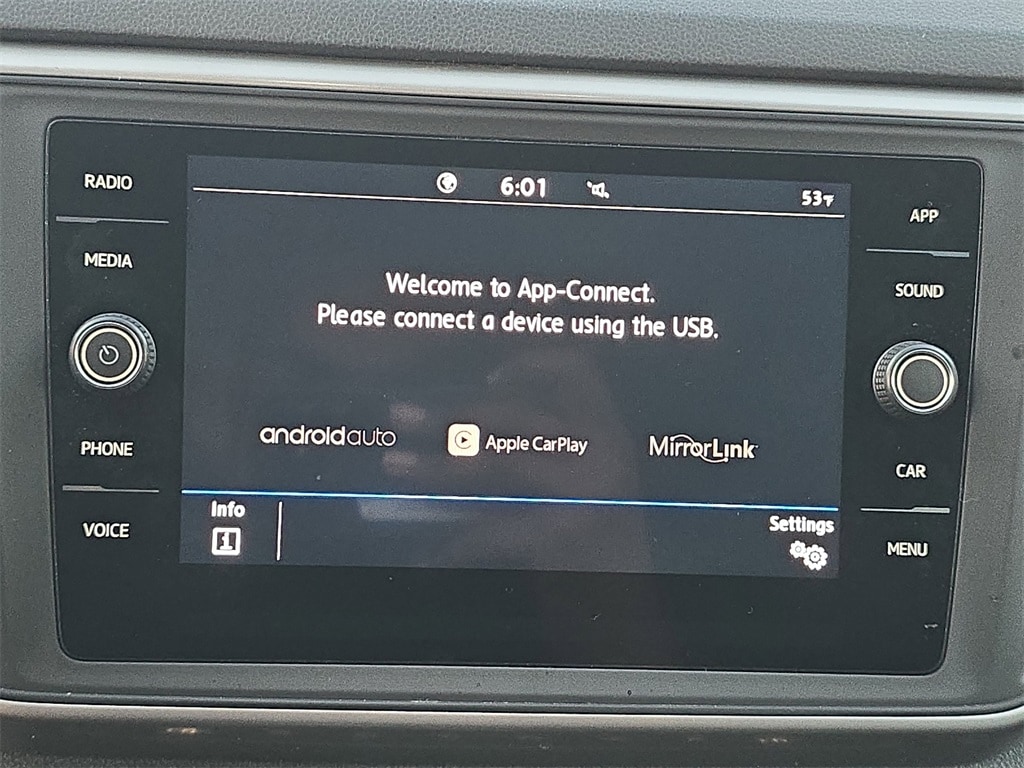 RADIO
MEDIA
PHONE
VOICE
6:01
53°F
Welcome to App-Connect.
Please connect a device using the USB.
androidauto
Apple CarPlay
MirrorLink
Info
i
Settings
APP
SOUND
CAR
MENU